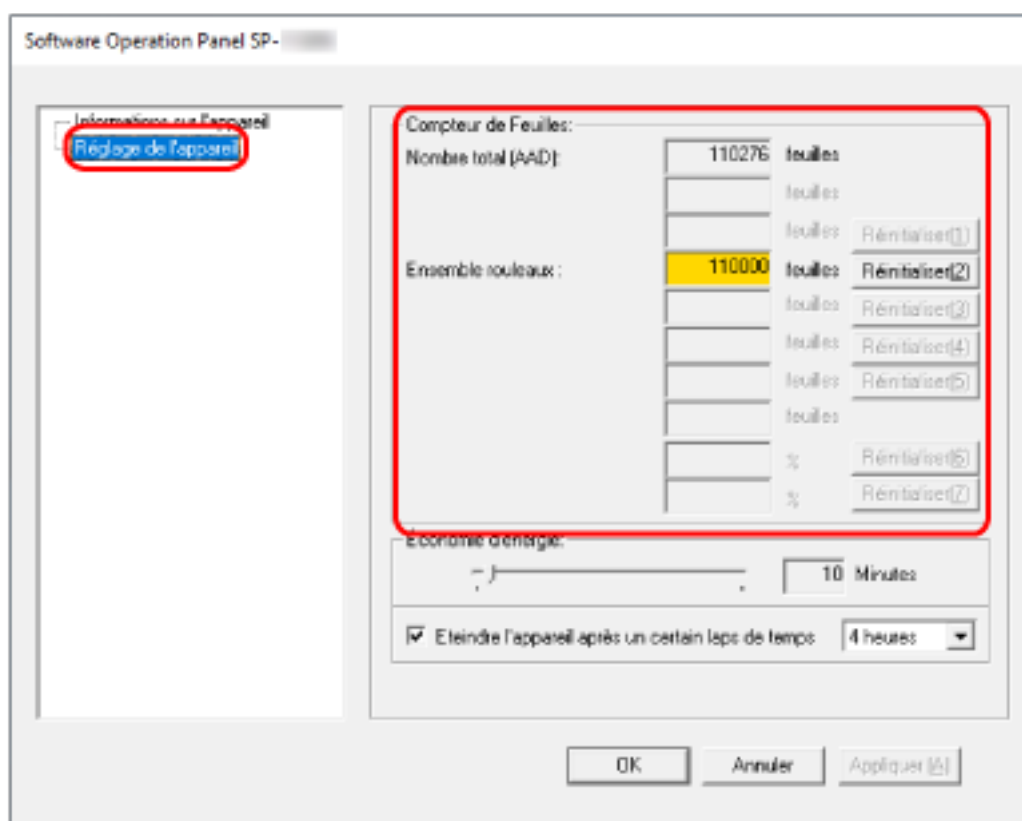 Software Operation Panel SP-
Informations sur l'appareil
Réglage de l'appareil
Compteur de Feuilles:
Nombre total (AAD): 110276 feuilles
feuilles
feuilles Réinitialiser(1)
Ensemble rouleaux : 110000 feuilles Réinitialiser(2)
feuilles Réinitialiser(3)
feuilles Réinitialiser(4)
feuilles Réinitialiser(5)
feuilles
% Réinitialiser(6)
% Réinitialiser(7)
Économie d'énergie:
10 Minutes
Eteindre l'appareil après un certain laps de temps 4 heures
OK Annuler Appliquer (A)